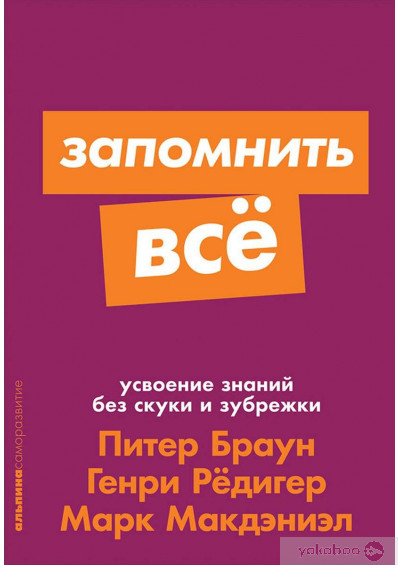 запомнить
всё
усвоение знаний
без скуки и зубрежки
Питер Браун
Генри Рёдигер
Марк Макдэниэл
альпинасаморазвитие
yakaboo